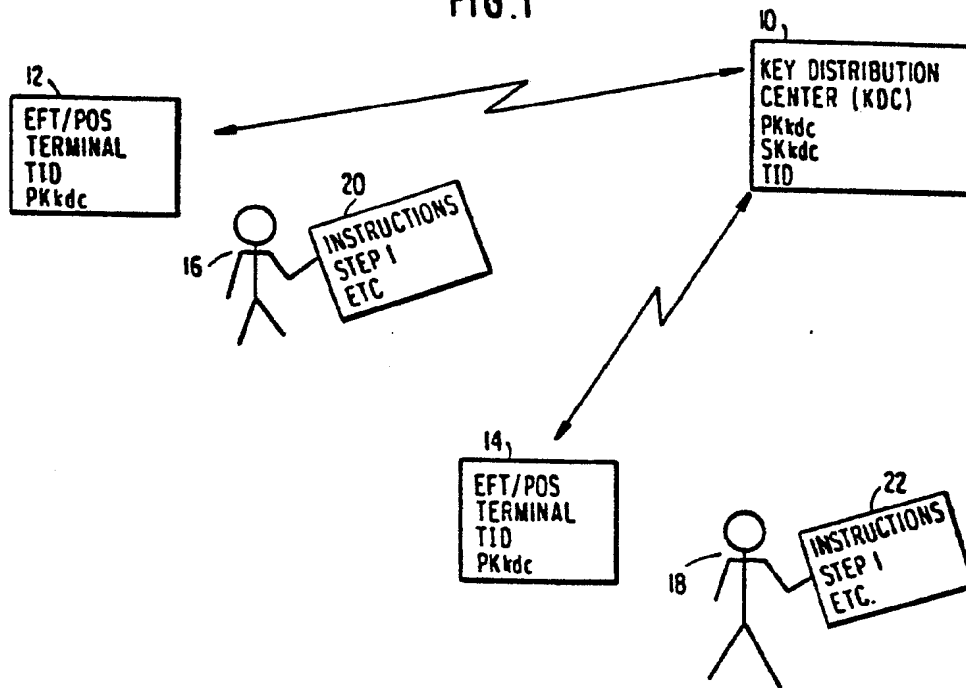 FIG.1
10
KEY DISTRIBUTION
CENTER (KDC)
PKkdc
SKkdc
TID
12
EFT/POS
TERMINAL
TID
PKkdc
16
20
INSTRUCTIONS
STEP 1
ETC
14
EFT/POS
TERMINAL
TID
PKkdc
18
22
INSTRUCTIONS
STEP 1
ETC.